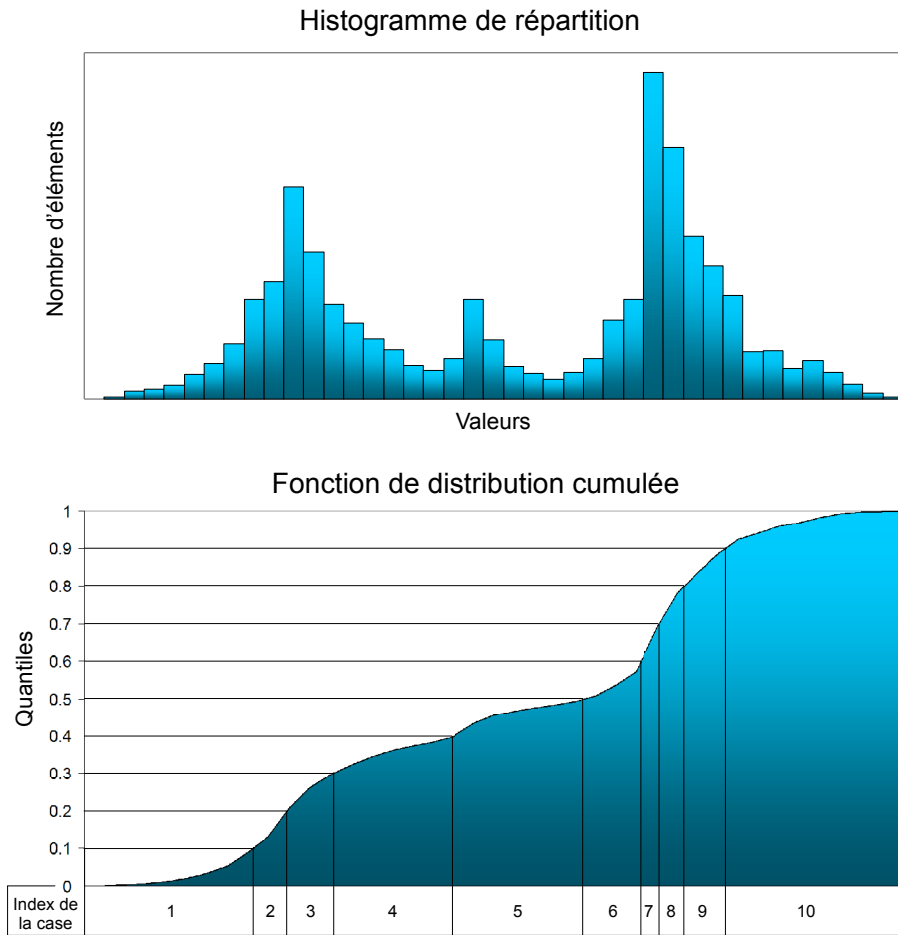 Histogramme de répartition
Nombre d'éléments
Valeurs
Fonction de distribution cumulée
Quantiles
1
0.9
0.8
0.7
0.6
0.5
0.4
0.3
0.2
0.1
0
Index de
la case
1 2 3 4 5 6 7 8 9 10